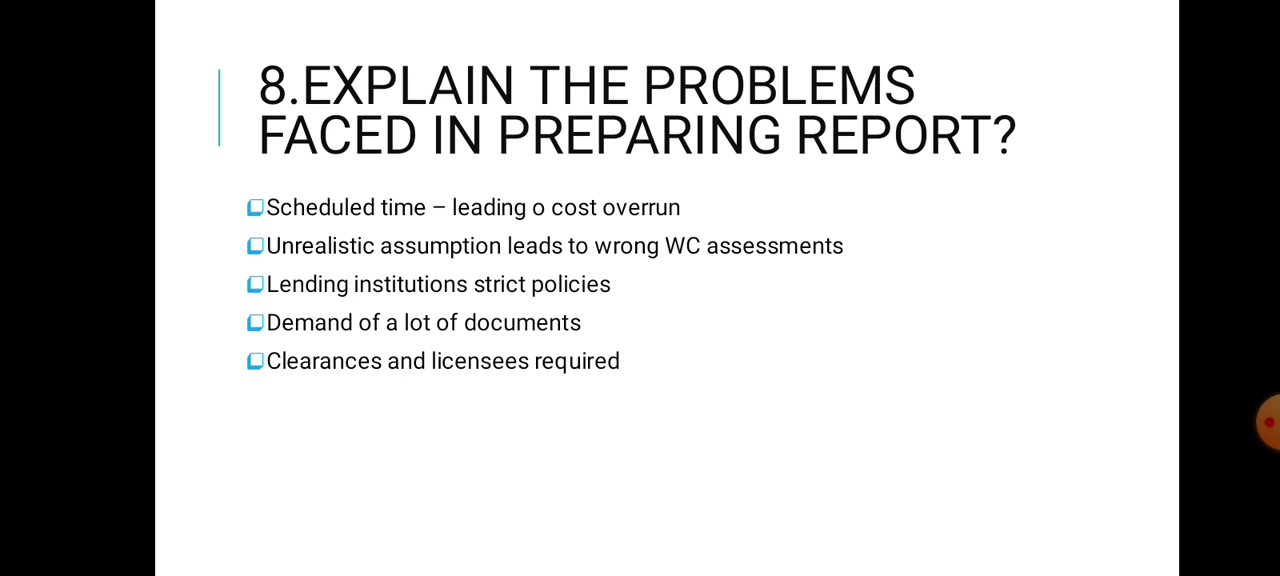 8.EXPLAIN THE PROBLEMS
FACED IN PREPARING REPORT?
Scheduled time – leading o cost overrun
Unrealistic assumption leads to wrong WC assessments
Lending institutions strict policies
Demand of a lot of documents
Clearances and licensees required